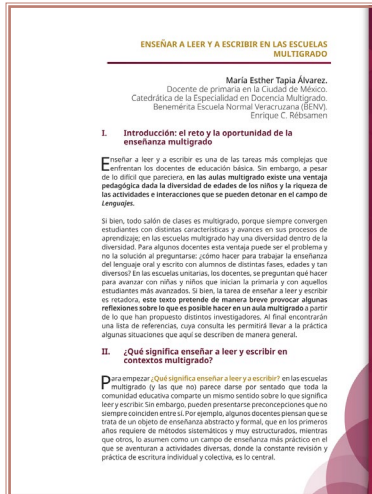 ENSEÑAR A LEER Y A ESCRIBIR EN LAS ESCUELAS
MULTIGRADO
María Esther Tapia Álvarez.
Docente de primaria en la Ciudad de México.
Catedrática de la Especialidad en Docencia Multigrado.
Benemérita Escuela Normal Veracruzana (BENV).
Enrique C. Rébsamen
I. Introducción: el reto y la oportunidad de la
enseñanza multigrado
Enseñar a leer y a escribir es una de las tareas más complejas que
enfrentan los docentes de educación básica. Sin embargo, a pesar
de lo difícil que pareciera, en las aulas multigrado existe una ventaja
pedagógica dada la diversidad de edades de los niños y la riqueza de
las actividades e interacciones que se pueden detonar en el campo de
Lenguajes.
Si bien, todo salón de clases es multigrado, porque siempre convergen
estudiantes con distintas características y avances en sus procesos de
aprendizaje; en las escuelas multigrado hay una diversidad dentro de la
diversidad. Para algunos docentes esta ventaja puede ser el problema y
no la solución al preguntarse: ¿cómo hacer para trabajar la enseñanza
del lenguaje oral y escrito con alumnos de distintas fases, edades y tan
diversos? En las escuelas unitarias, los docentes, se preguntan qué hacer
para avanzar con niñas y niños que inician la primaria y con aquellos
estudiantes más avanzados. Si bien, la tarea de enseñar a leer y escribir
es retadora, este texto pretende de manera breve provocar algunas
reflexiones sobre lo que es posible hacer en un aula multigrado a partir
de lo que han propuesto distintos investigadores. Al final encontrarán
una lista de referencias, cuya consulta les permitirá llevar a la práctica
algunas situaciones que aquí se describen de manera general.
II. ¿Qué significa enseñar a leer y escribir en
contextos multigrado?
Para empezar ¿Qué significa enseñar a leer y a escribir? en las escuelas
multigrado (y las que no) parece darse por sentado que toda la
comunidad educativa comparte un mismo sentido sobre lo que significa
leer y escribir. Sin embargo, pueden presentarse preconcepciones que no
siempre coinciden entre sí. Por ejemplo, algunos docentes piensan que se
trata de un objeto de enseñanza abstracto y formal, que en los primeros
años requiere de métodos sistemáticos y muy estructurados, mientras
que otros, lo asumen como un campo de enseñanza más práctico en el
que se aventuran a actividades diversas, donde la constante revisión y
práctica de escritura individual y colectiva, es lo central.